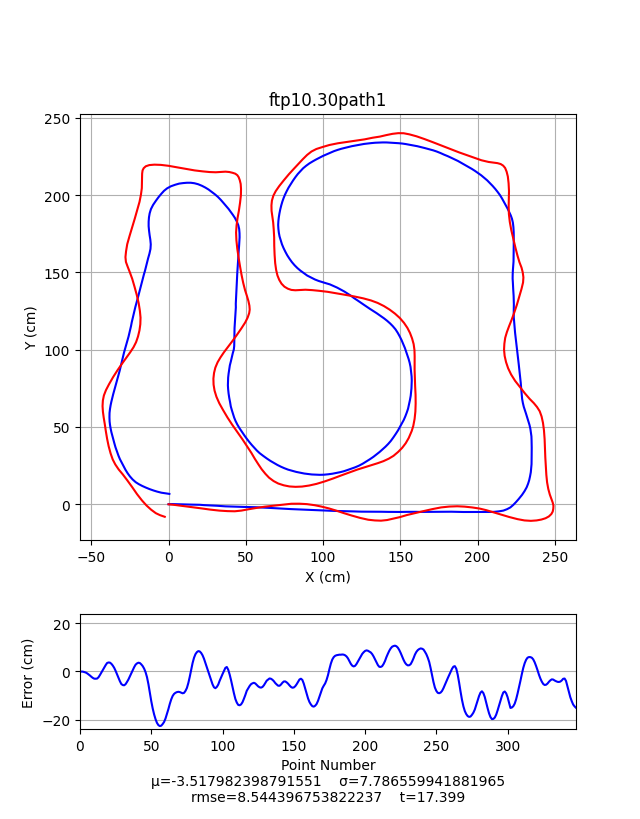 ftp10.30path1
250
200
150
100
50
0
Y (cm)
−50 0 50 100 150 200 250
X (cm)
20
0
−20
Error (cm)
0 50 100 150 200 250 300
Point Number
μ=-3.517982398791551 σ=7.786559941881965
rmse=8.544396753822237 t=17.399